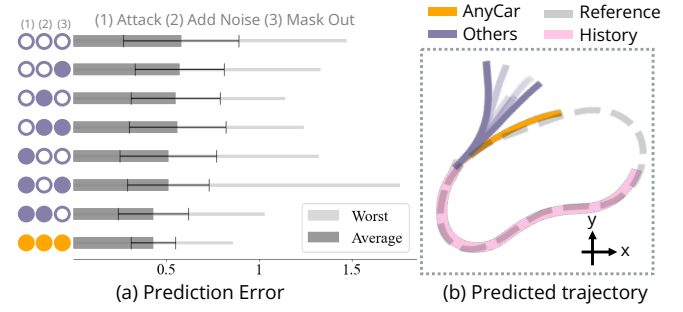 (1) Attack (2) Add Noise (3) Mask Out
(1) (2) (3)
Worst
Average
0.5 1 1.5
(a) Prediction Error
AnyCar Reference
Others History
y
x
(b) Predicted trajectory